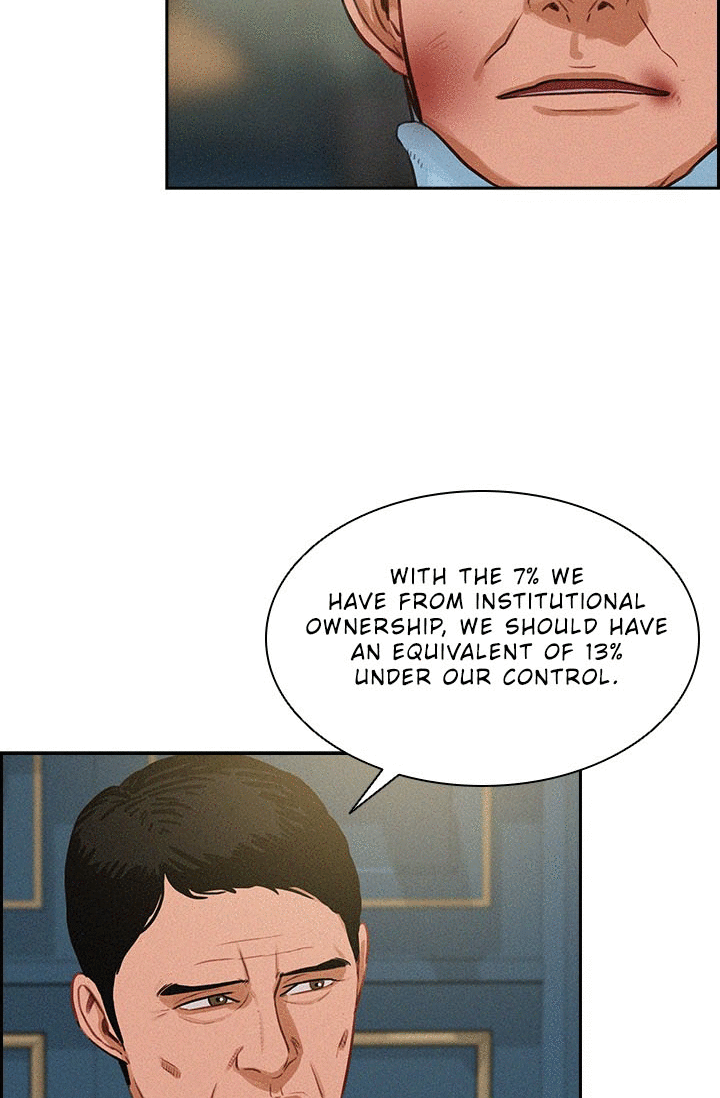 WITH THE 7% WE
HAVE FROM INSTITUTIONAL
OWNERSHIP, WE SHOULD HAVE
AN EQUIVALENT OF 13%
UNDER OUR CONTROL.